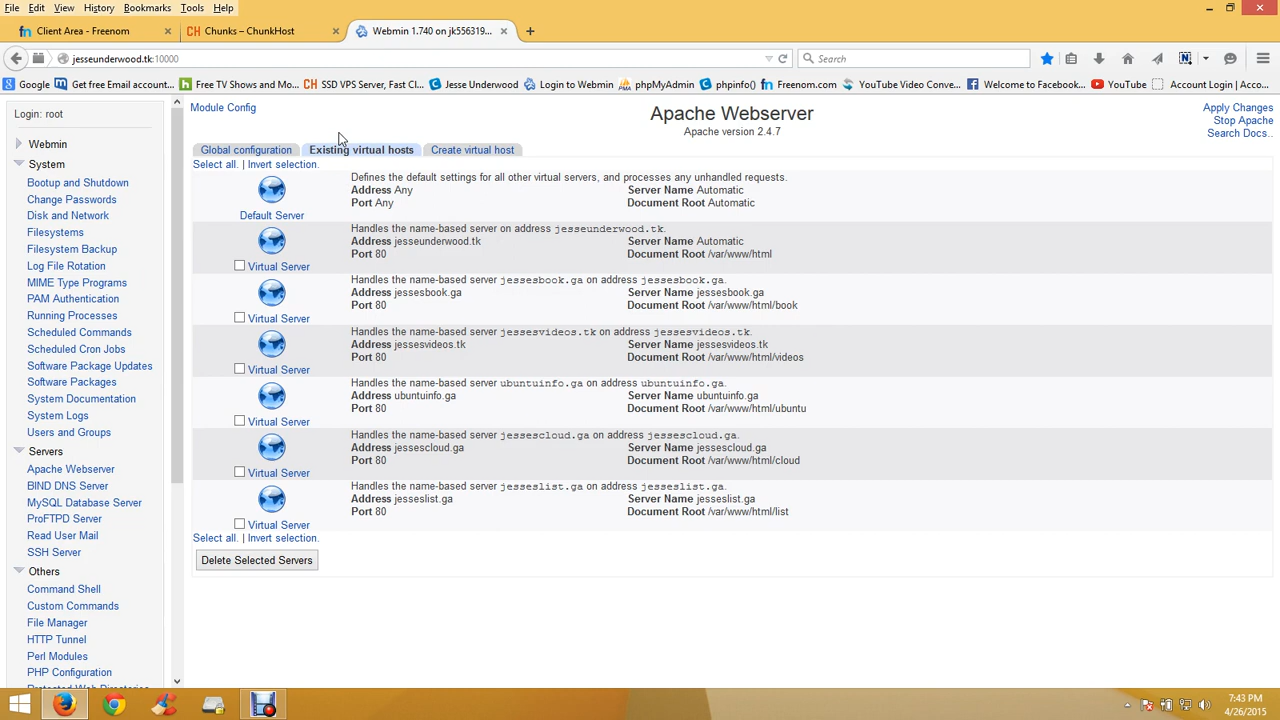 File Edit View History Bookmarks Tools Help
Client Area - Freenom
CH Chunks – ChunkHost
Webmin 1.740 on jk556319...
jesseunderwood.tk:10000
Search
Google
Get free Email account...
Free TV Shows and Mo...
CH SSD VPS Server, Fr... Cl...
Jesse Underwood
Login to Webmin
phpMyAdmin
phpinfo()
Freenom.com
YouTube Video Conve...
Welcome to Facebook...
YouTube
Account Login | Acco...
Login: root
Webmin
System
Bootup and Shutdown
Change Passwords
Disk and Network
Filesystems
Filesystem Backup
Log File Rotation
MIME Type Programs
PAM Authentication
Running Processes
Scheduled Commands
Scheduled Cron Jobs
Software Package Updates
Software Packages
System Documentation
System Logs
Users and Groups
Servers
Apache Webserver
BIND DNS Server
MySQL Database Server
ProFTPD Server
Read User Mail
SSH Server
Others
Command Shell
Custom Commands
File Manager
HTTP Tunnel
Perl Modules
PHP Configuration
Protected Web Directories
Module Config
Apache Webserver
Apache version 2.4.7
Apply Changes
Stop Apache
Search Docs..
Global configuration Existing virtual hosts Create virtual host
Select all. | Invert selection.
Default Server
Defines the default settings for all other virtual servers, and processes any unhandled requests.
Address Any Server Name Automatic
Port Any Document Root Automatic
Virtual Server
Handles the name-based server on address jesseunderwood.tk.
Address jesseunderwood.tk Server Name Automatic
Port 80 Document Root /var/www/html
Virtual Server
Handles the name-based server jessesbook.ga on address jessesbook.ga.
Address jessesbook.ga Server Name jessesbook.ga
Port 80 Document Root /var/www/html/book
Virtual Server
Handles the name-based server jessesvideos.tk on address jessesvideos.tk.
Address jessesvideos.tk Server Name jessesvideos.tk
Port 80 Document Root /var/www/html/videos
Virtual Server
Handles the name-based server ubuntuinfo.ga on address ubuntuinfo.ga.
Address ubuntuinfo.ga Server Name ubuntuinfo.ga
Port 80 Document Root /var/www/html/ubuntu
Virtual Server
Handles the name-based server jessescloud.ga on address jessescloud.ga.
Address jessescloud.ga Server Name jessescloud.ga
Port 80 Document Root /var/www/html/cloud
Virtual Server
Handles the name-based server jesseslist.ga on address jesseslist.ga.
Address jesseslist.ga Server Name jesseslist.ga
Port 80 Document Root /var/www/html/list
Select all. | Invert selection.
Delete Selected Servers
7:43 PM
4/26/2015